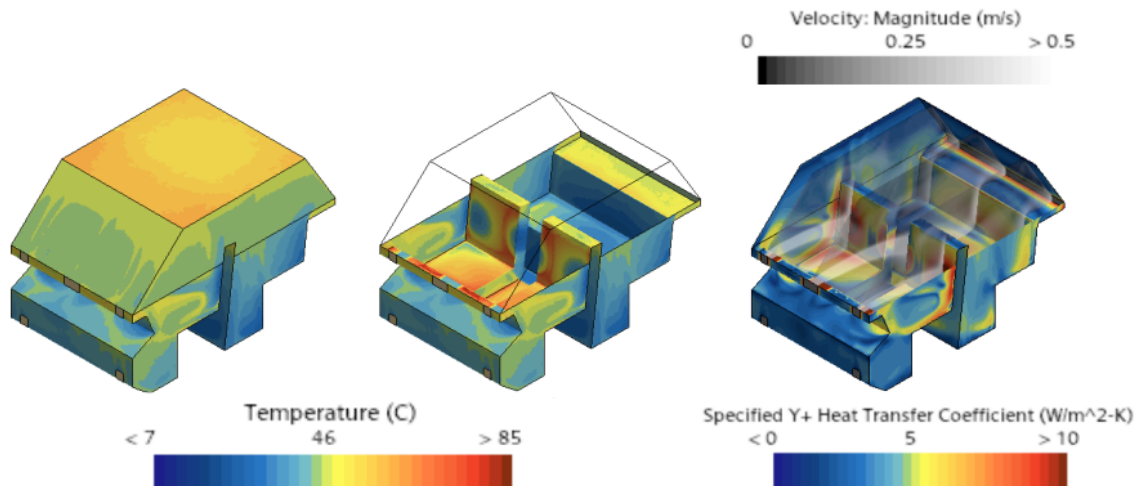 Velocity: Magnitude (m/s)
0 0.25 > 0.5
Temperature (C)
< 7 46 > 85
Specified Y+ Heat Transfer Coefficient (W/m^2-K)
< 0 5 > 10